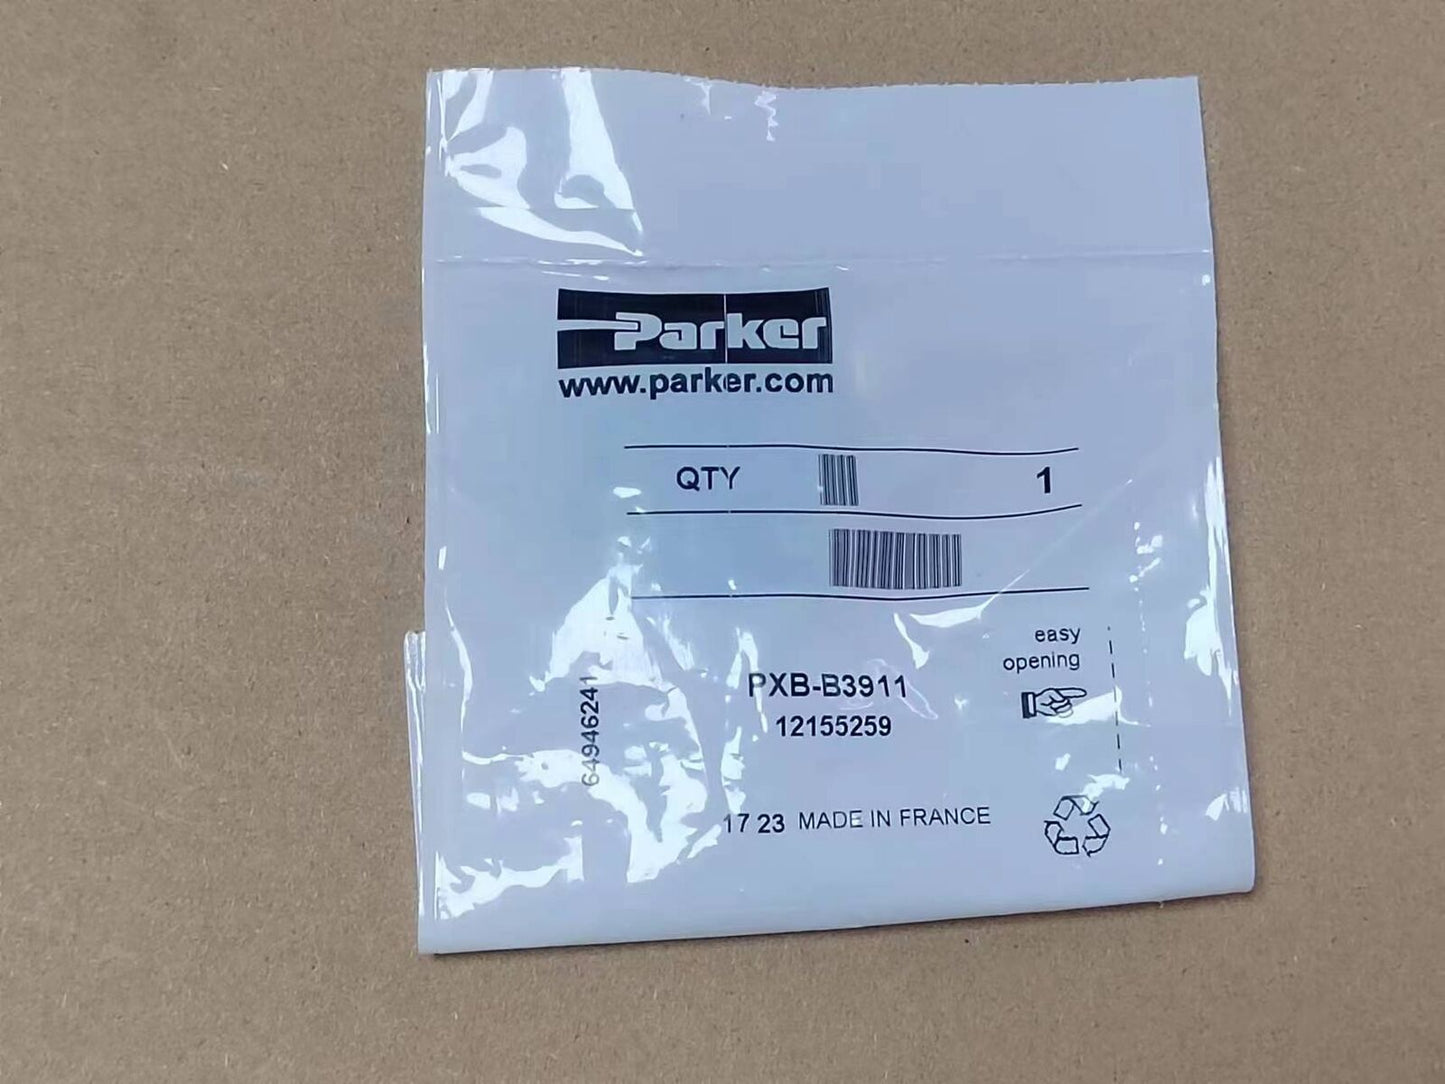 Parker
www.parker.com
QTY 1
easy
opening
PXB-B3911
12155259
64946241
17 23 MADE IN FRANCE